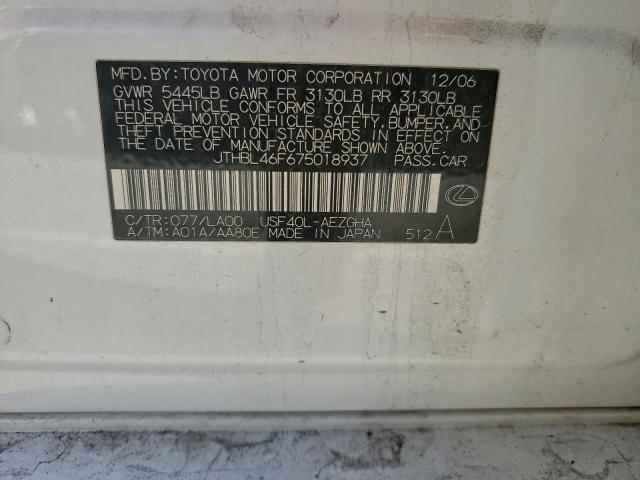 MFD. BY: TOYOTA MOTOR CORPORATION 12/06
GVWR 5445LB GAWR FR 3130LB RR 3130LB
THIS VEHICLE CONFORMS TO ALL APPLICABLE
FEDERAL MOTOR VEHICLE SAFETY, BUMPER, AND
THEFT PREVENTION STANDARDS IN EFFECT ON
THE DATE OF MANUFACTURE SHOWN ABOVE.
JTHBL46F675018937 PASS. CAR
C/TR: 077/LA00 USF40L-AEZGHA
A/TM: A01A/AA80E MADE IN JAPAN 512 A